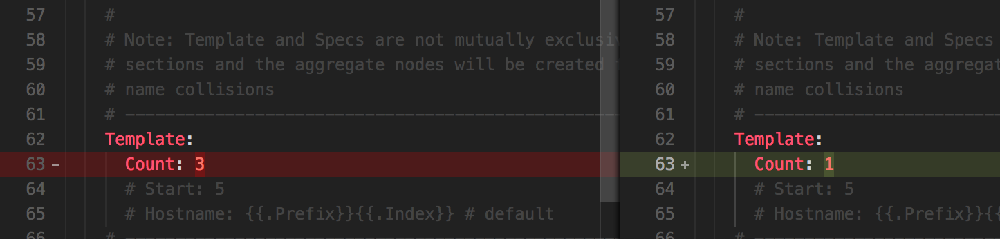 57 #
58 # Note: Template and Specs are not mutually exclusiv
59 # sections and the aggregate nodes will be created
60 # name collisions
61 # --------------------------------------------------
62 Template:
63 - Count: 3
64 # Start: 5
65 # Hostname: {{.Prefix}}{{.Index}} # default
66 # --------------------------------------------------
57 #
58 # Note: Template and Specs
59 # sections and the aggregat
60 # name collisions
61 # -------------------------
62 Template:
63 + Count: 1
64 # Start: 5
65 # Hostname: {{.Prefix}}{
66 # -------------------------